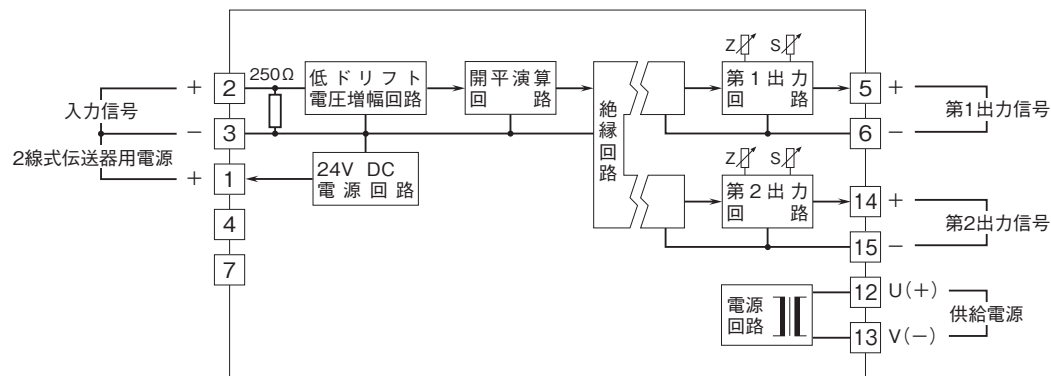 入力信号
2線式伝送器用電源
+
−
+
2
3
1
4
7
250Ω
低ドリフト
電圧増幅回路
24V DC
電源回路
開平演算
回路
絶縁回路
Z
S
第1出力
回路
Z
S
第2出力
回路
電源
回路
5
+
6
−
第1出力信号
14
+
15
−
第2出力信号
12
U(+)
13
V(−)
供給電源